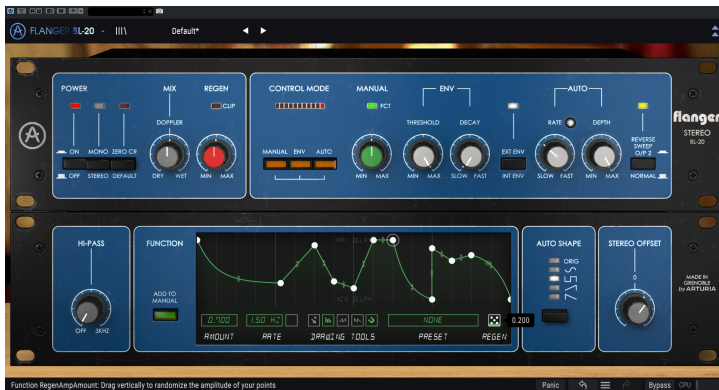 FLANGER BL-20
Default*
POWER
MIX
REGEN
CONTROL MODE
MANUAL
ENV
AUTO
CLIP
FCT
DOPPLER
THRESHOLD
DECAY
RATE
DEPTH
flanger
STEREO
BL-20
REVERSE
SWEEP
O/P 2
ON
MONO
ZERO CR
MANUAL
ENV
AUTO
EXT ENV
OFF
STEREO
DEFAULT
DRY
WET
MIN
MAX
MIN
MAX
MIN
MAX
SLOW
FAST
INT ENV
SLOW
FAST
MIN
MAX
NORMAL
HI-PASS
FUNCTION
AUTO SHAPE
STEREO OFFSET
MIN DELAY
ORIG
0
ADD TO
MANUAL
MADE IN
GRENOBLE
by ARTURIA
OFF
3KHZ
0.700
1.50 HZ
NONE
0.200
AMOUNT
RATE
DRAWING TOOLS
PRESET
REGEN
Function RegenAmpAmount: Drag vertically to randomize the amplitude of your points
Panic
Bypass
CPU